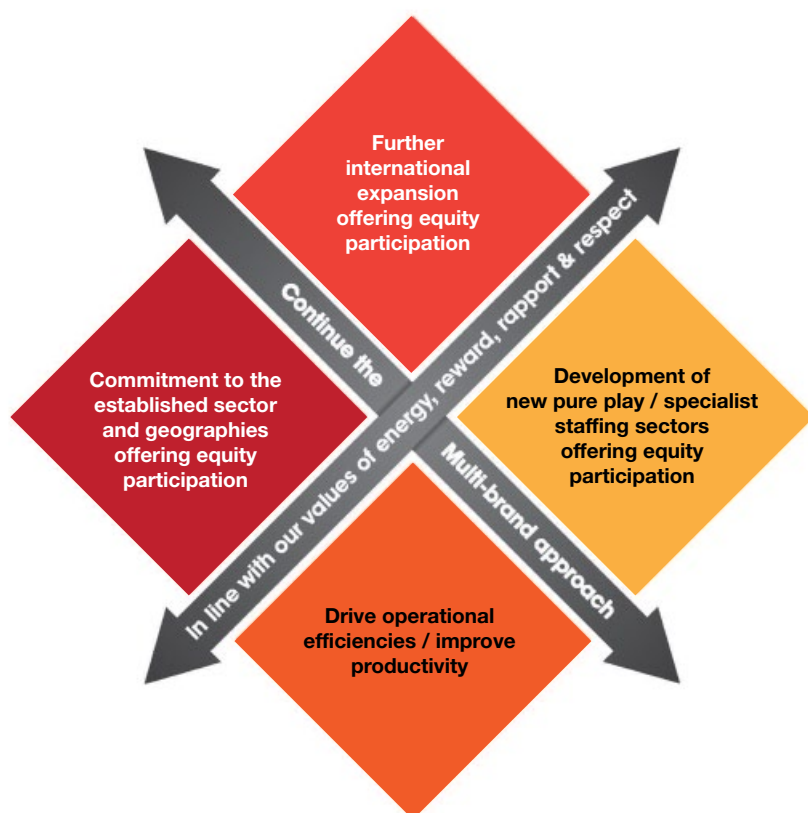 Further
international
expansion
offering equity
participation
Continue the
Multi-brand approach
In line with our values of energy, reward, rapport & respect
Commitment to the
established sector
and geographies
offering equity
participation
Development of
new pure play / specialist
staffing sectors
offering equity
participation
Drive operational
efficiencies / improve
productivity